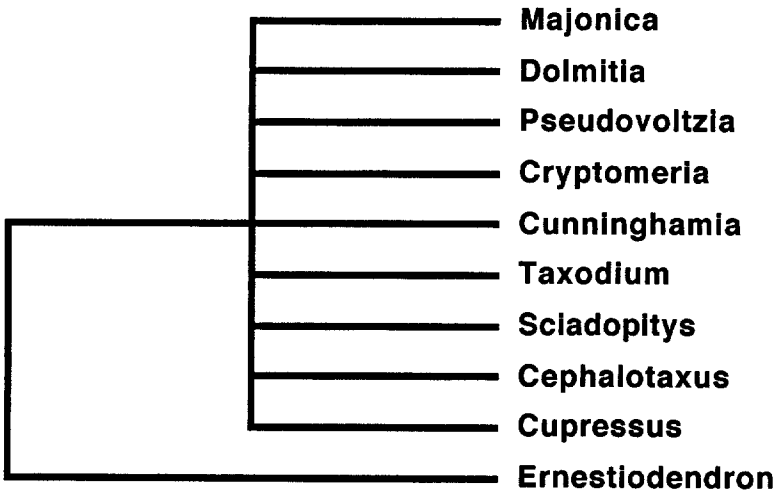 Majonica
Dolmitia
Pseudovoltzia
Cryptomeria
Cunninghamia
Taxodium
Sciadopitys
Cephalotaxus
Cupressus
Ernestiodendron